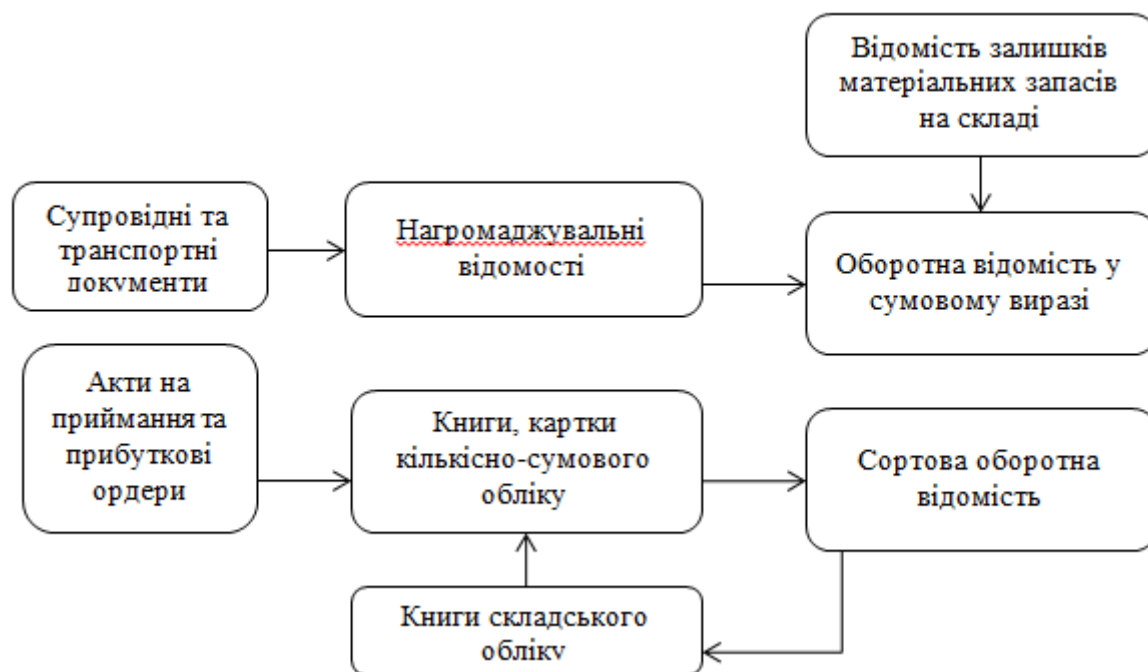 Відомість залишків
матеріальних запасів
на складі
Супровідні та
транспортні
документи
Нагромаджувальні
відомості
Оборотна відомість у
сумовому виразі
Акти на
приймання та
прибуткові
ордери
Книги, картки
кількісно-сумового
обліку
Сортова оборотна
відомість
Книги складського
обліку